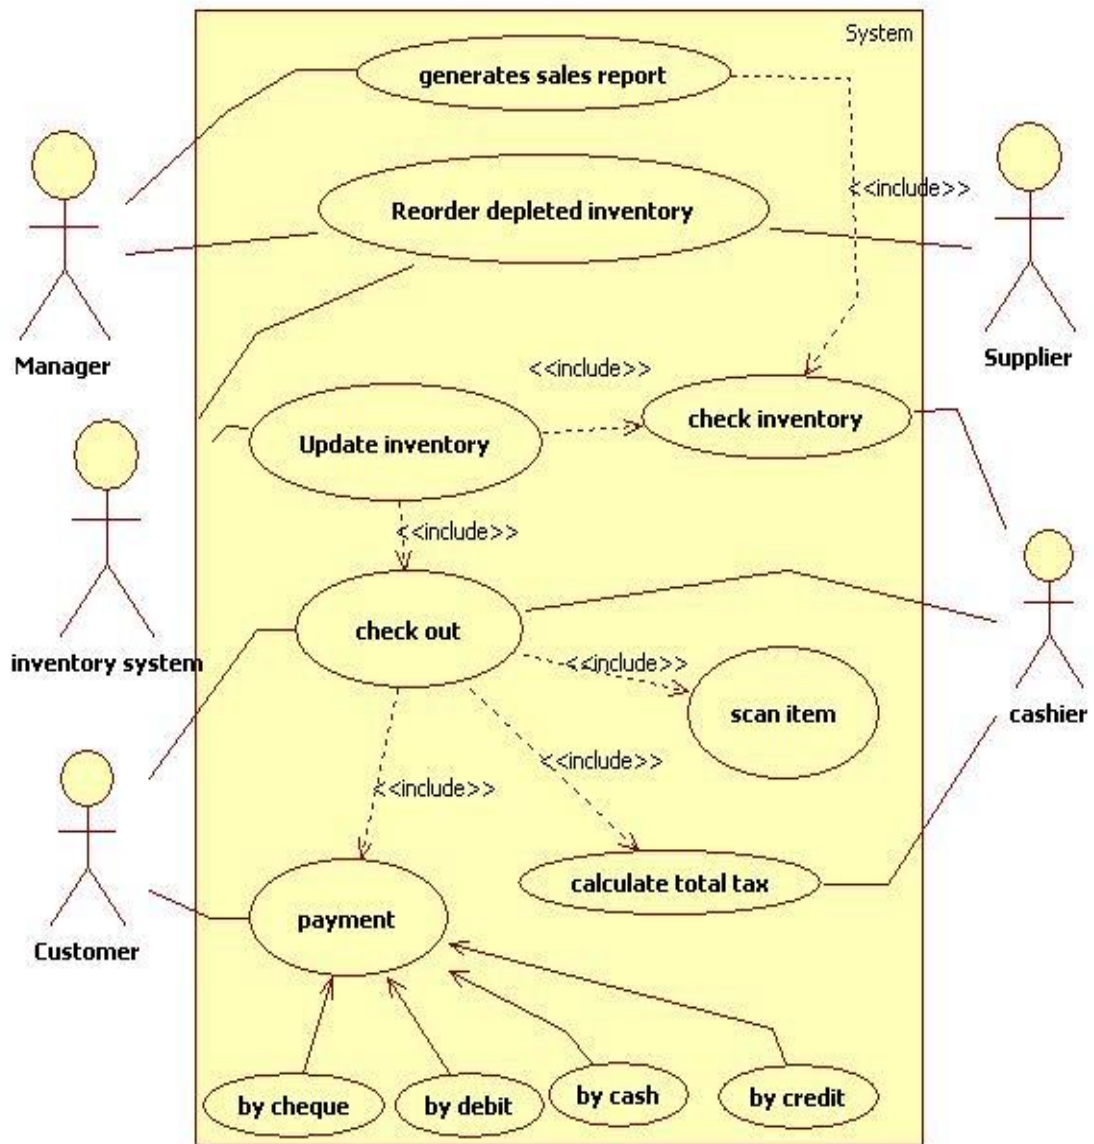 System
generates sales report
<<include>>
Reorder depleted inventory
Manager
Supplier
<<include>>
check inventory
Update inventory
<<include>>
inventory system
check out
<<include>>
scan item
cashier
<<include>>
<<include>>
calculate total tax
payment
Customer
by cheque
by debit
by cash
by credit